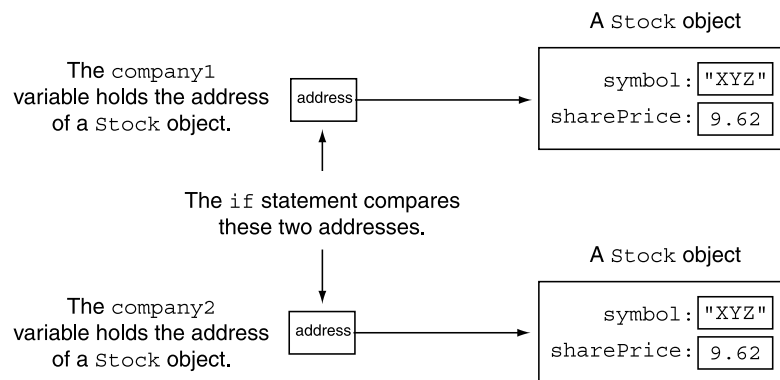 A Stock object
The company1
variable holds the address
of a Stock object.
address
symbol: "XYZ"
sharePrice: 9.62
The if statement compares
these two addresses.
A Stock object
The company2
variable holds the address
of a Stock object.
address
symbol: "XYZ"
sharePrice: 9.62